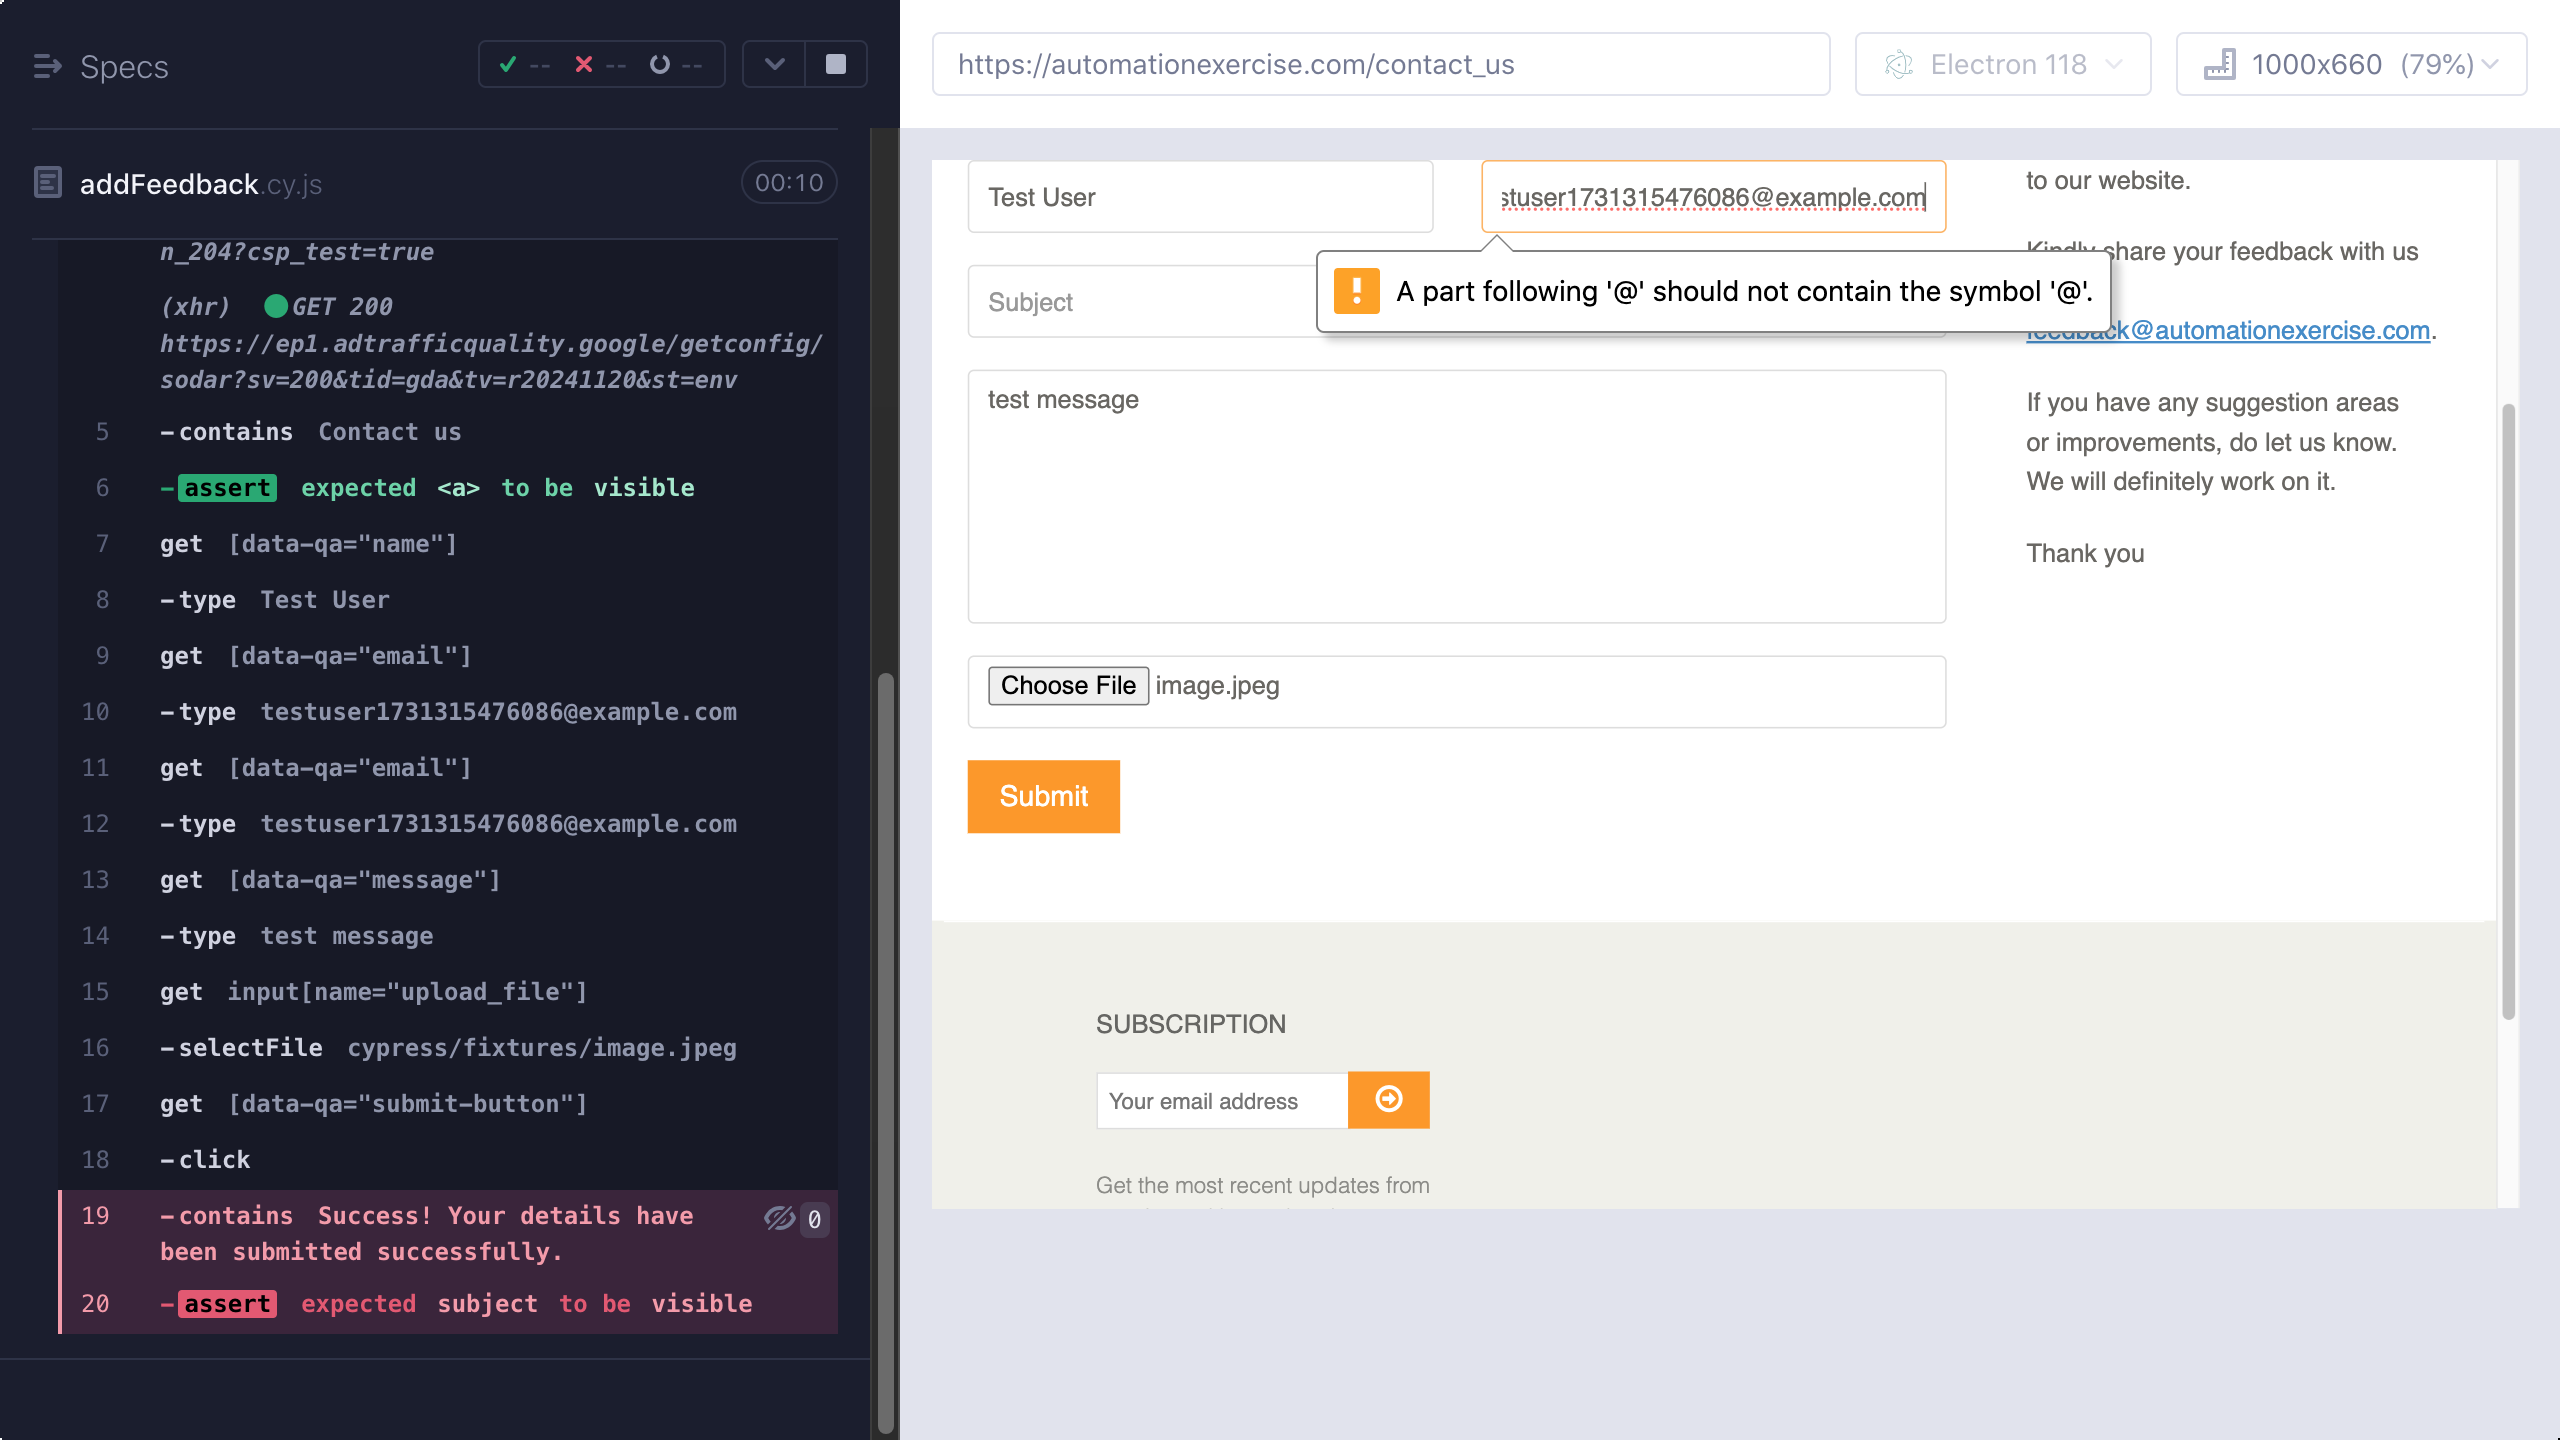 Specs
-- -- --
addFeedback.cy.js 00:10
n_204?csp_test=true
(xhr) GET 200
https://ep1.adtrafficquality.google/getconfig/
sodar?sv=200&tid=gda&tv=r20241120&st=env
5 -contains Contact us
6 -assert expected <a> to be visible
7 get [data-qa="name"]
8 -type Test User
9 get [data-qa="email"]
10 -type testuser1731315476086@example.com
11 get [data-qa="email"]
12 -type testuser1731315476086@example.com
13 get [data-qa="message"]
14 -type test message
15 get input[name="upload_file"]
16 -selectFile cypress/fixtures/image.jpeg
17 get [data-qa="submit-button"]
18 -click
19 -contains Success! Your details have
been submitted successfully.
0
20 -assert expected subject to be visible
https://automationexercise.com/contact_us
Electron 118
1000x660 (79%)
Test User
stuser1731315476086@example.com
A part following '@' should not contain the symbol '@'.
Subject
test message
Choose File image.jpeg
Submit
to our website.
Kindly share your feedback with us
feedback@automationexercise.com.
If you have any suggestion areas
or improvements, do let us know.
We will definitely work on it.
Thank you
SUBSCRIPTION
Your email address
Get the most recent updates from